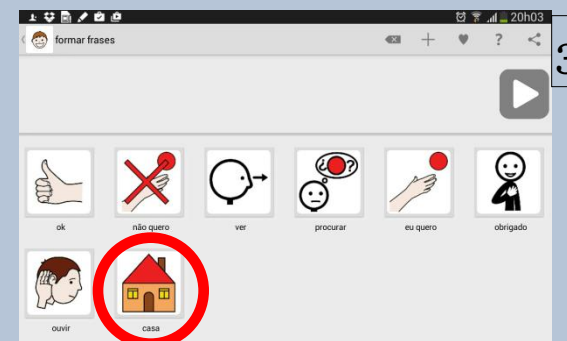 20h03
formar frases
?
3
ok não quero ver procurar eu quero obrigado
ouvir casa